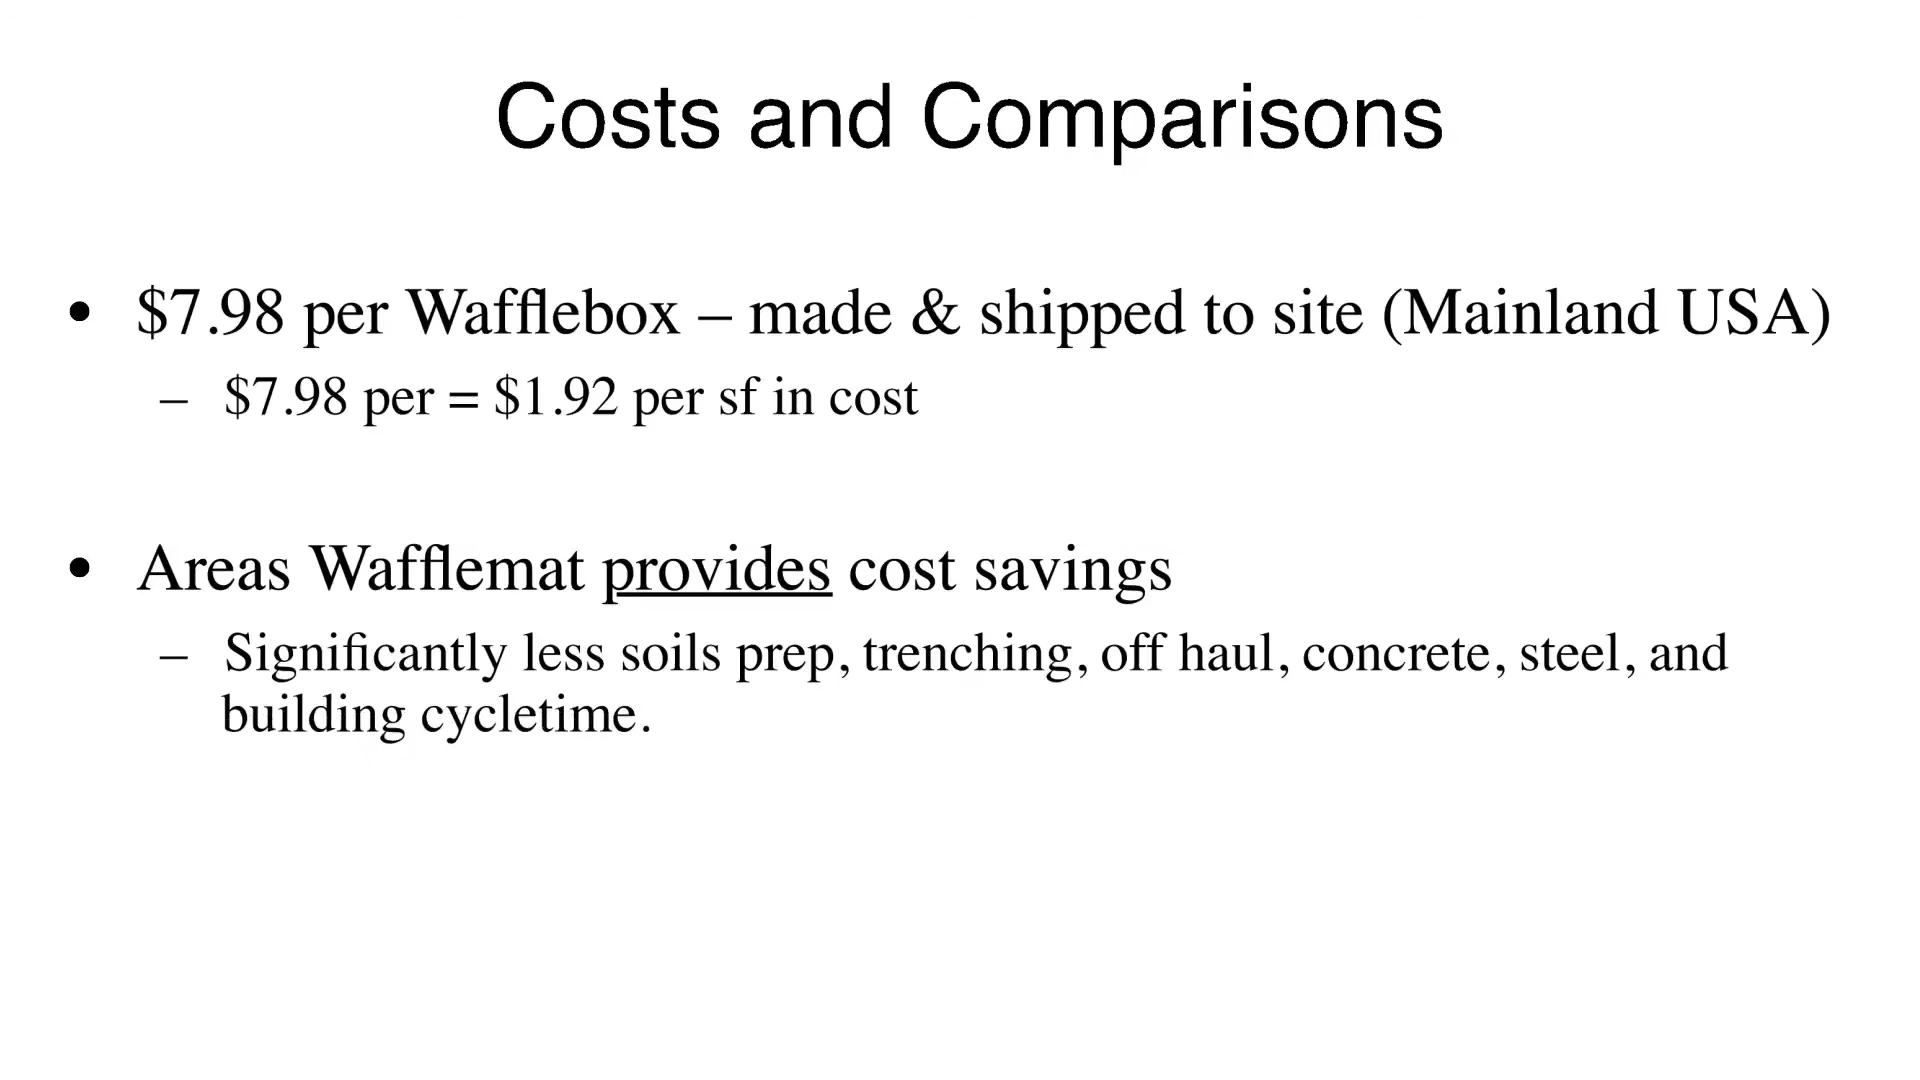 Costs and Comparisons
• $7.98 per Wafflebox – made & shipped to site (Mainland USA)
– $7.98 per = $1.92 per sf in cost
• Areas Wafflemat provides cost savings
– Significantly less soils prep, trenching, off haul, concrete, steel, and
building cycletime.